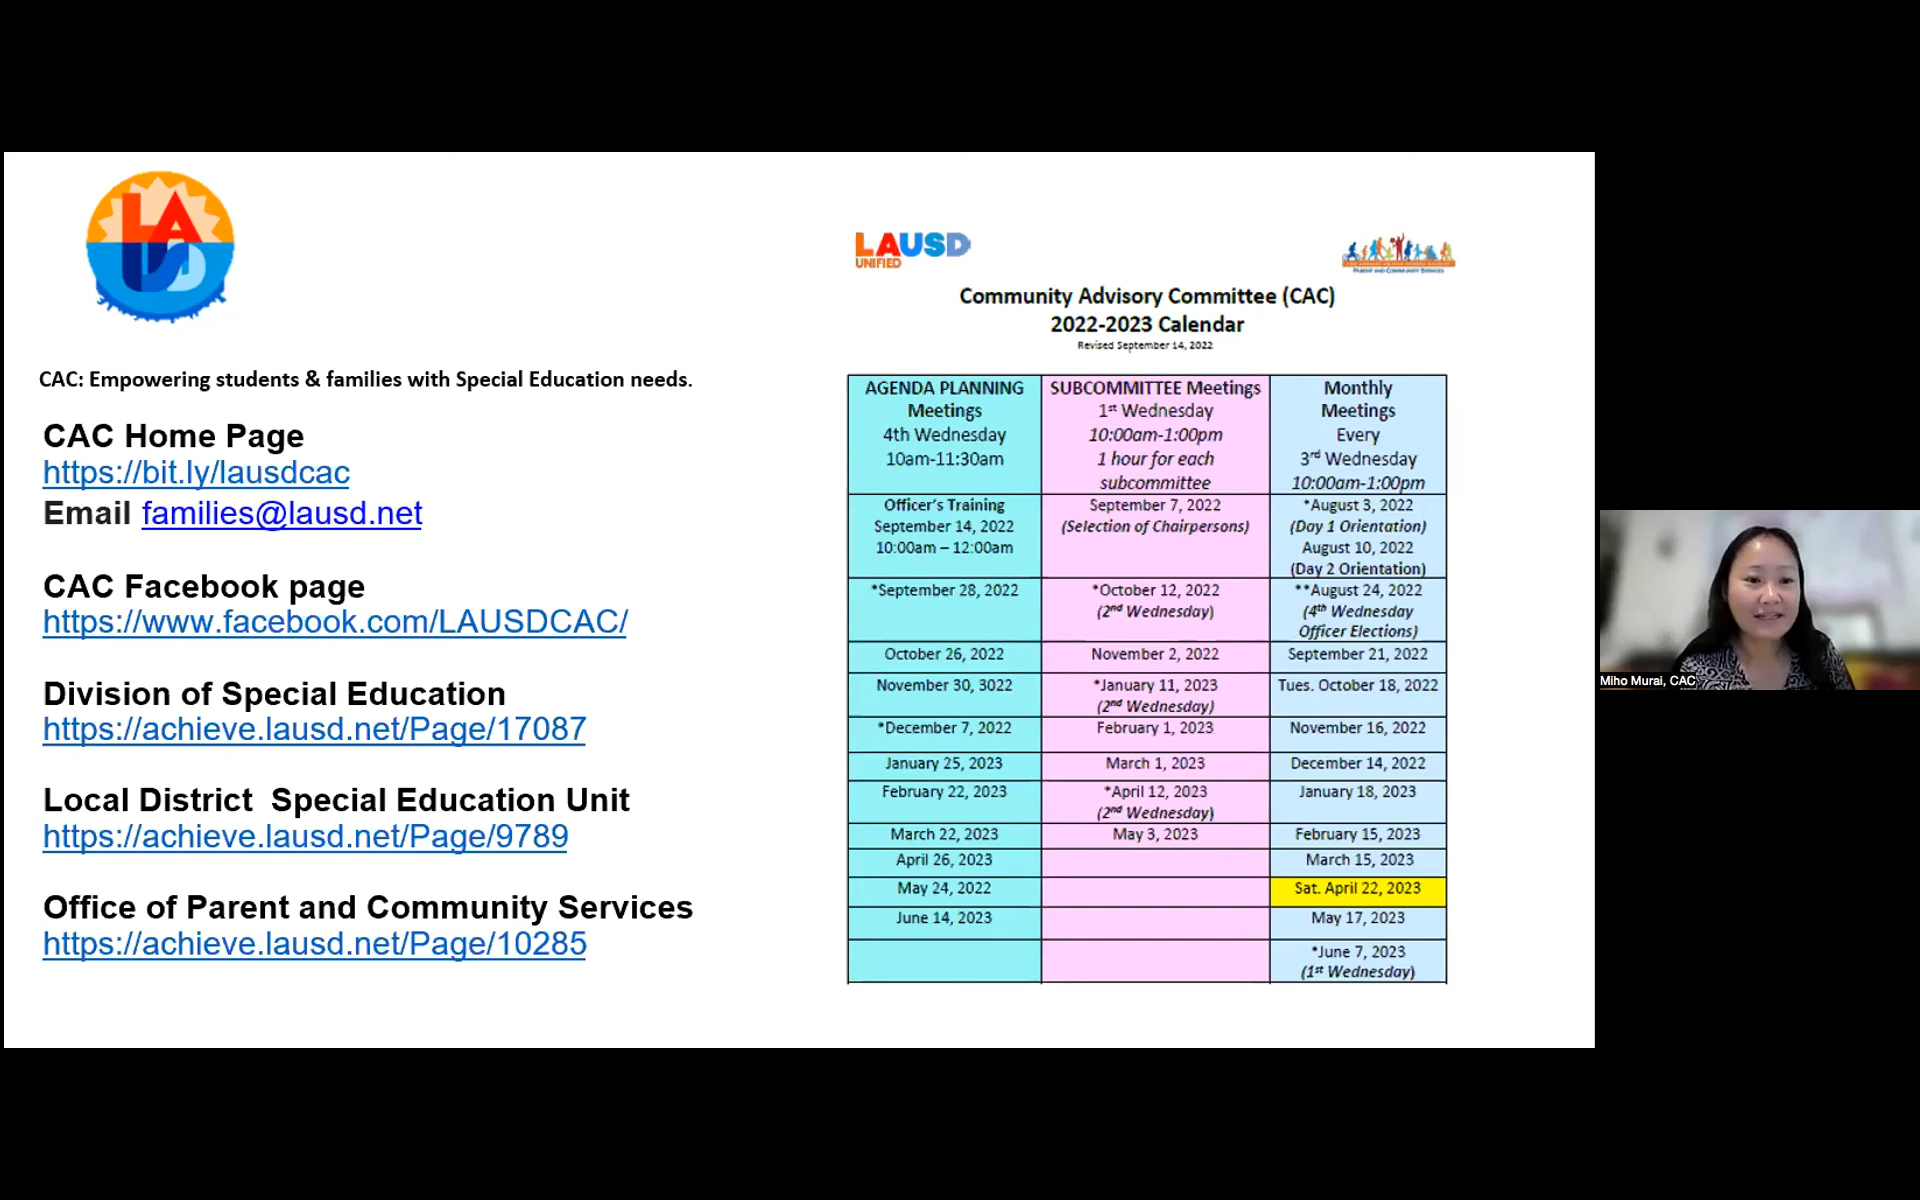 LA
USD
CAC: Empowering students & families with Special Education needs.
CAC Home Page
https://bit.ly/lausdcac
Email families@lausd.net
CAC Facebook page
https://www.facebook.com/LAUSDCAC/
Division of Special Education
https://achieve.lausd.net/Page/17087
Local District  Special Education Unit
https://achieve.lausd.net/Page/9789
Office of Parent and Community Services
https://achieve.lausd.net/Page/10285
LAUSD
UNIFIED
PARENT AND COMMUNITY SERVICES
Community Advisory Committee (CAC)
2022-2023 Calendar
Revised September 14, 2022
AGENDA PLANNING
Meetings
4th Wednesday
10am-11:30am
SUBCOMMITTEE Meetings
1st Wednesday
10:00am-1:00pm
1 hour for each
subcommittee
Monthly
Meetings
Every
3rd Wednesday
10:00am-1:00pm
Officer's Training
September 14, 2022
10:00am – 12:00am
September 7, 2022
(Selection of Chairpersons)
*August 3, 2022
(Day 1 Orientation)
August 10, 2022
(Day 2 Orientation)
*September 28, 2022
*October 12, 2022
(2nd Wednesday)
**August 24, 2022
(4th Wednesday
Officer Elections)
October 26, 2022
November 2, 2022
September 21, 2022
November 30, 3022
*January 11, 2023
(2nd Wednesday)
Tues. October 18, 2022
*December 7, 2022
February 1, 2023
November 16, 2022
January 25, 2023
March 1, 2023
December 14, 2022
February 22, 2023
*April 12, 2023
(2nd Wednesday)
January 18, 2023
March 22, 2023
May 3, 2023
February 15, 2023
April 26, 2023
March 15, 2023
May 24, 2022
Sat. April 22, 2023
June 14, 2023
May 17, 2023
*June 7, 2023
(1st Wednesday)
Miho Murai, CAC